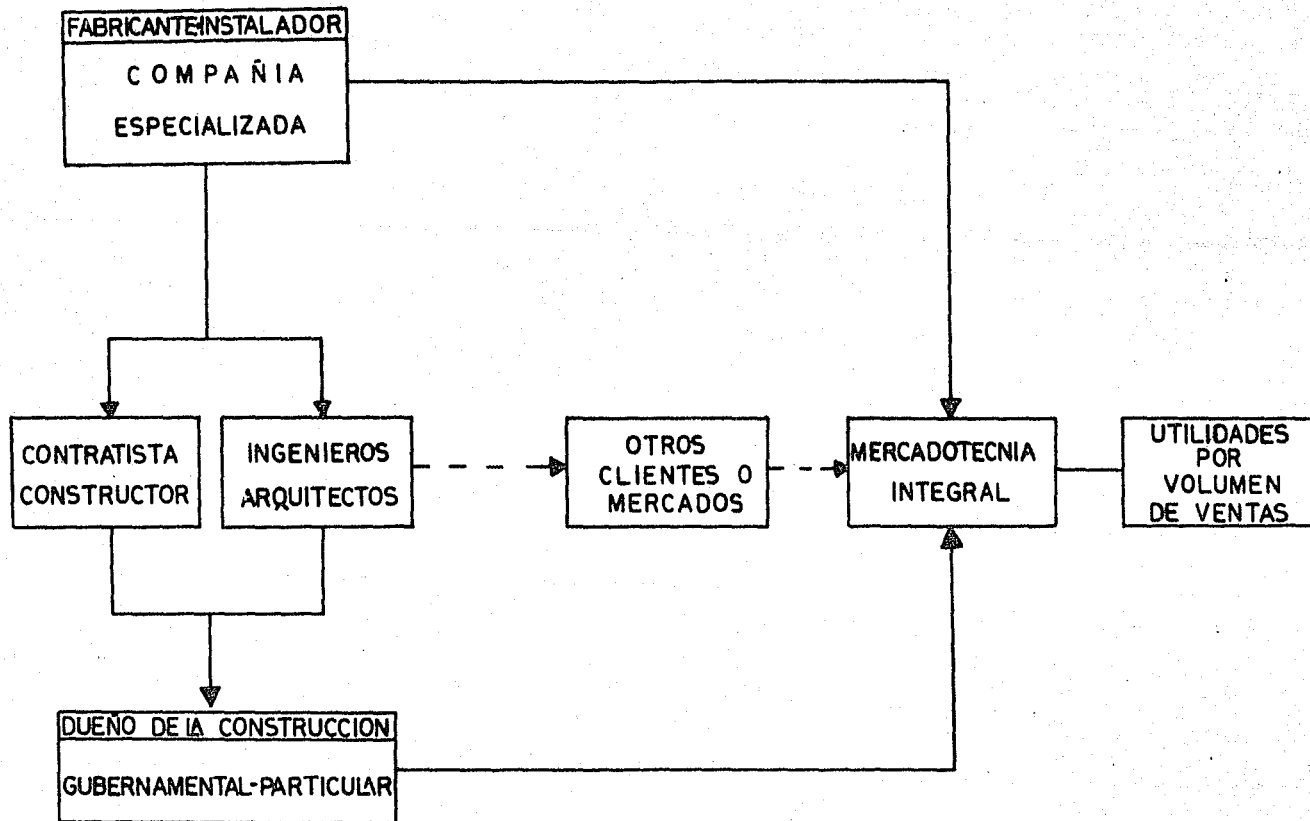 FABRICANTE-INSTALADOR
COMPAÑIA
ESPECIALIZADA
CONTRATISTA
CONSTRUCTOR
INGENIEROS
ARQUITECTOS
OTROS
CLIENTES O
MERCADOS
MERCADOTECNIA
INTEGRAL
UTILIDADES
POR
VOLUMEN
DE VENTAS
DUEÑO DE LA CONSTRUCCION
GUBERNAMENTAL-PARTICULAR